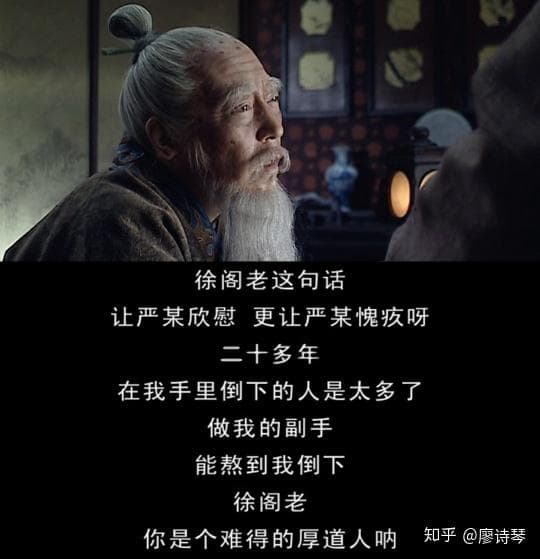 徐阁老这句话
让严某欣慰 更让严某愧疚呀
二十多年
在我手里倒下的人是太多了
做我的副手
能熬到我倒下
徐阁老
你是个难得的厚道人呐
知乎 @廖诗琴